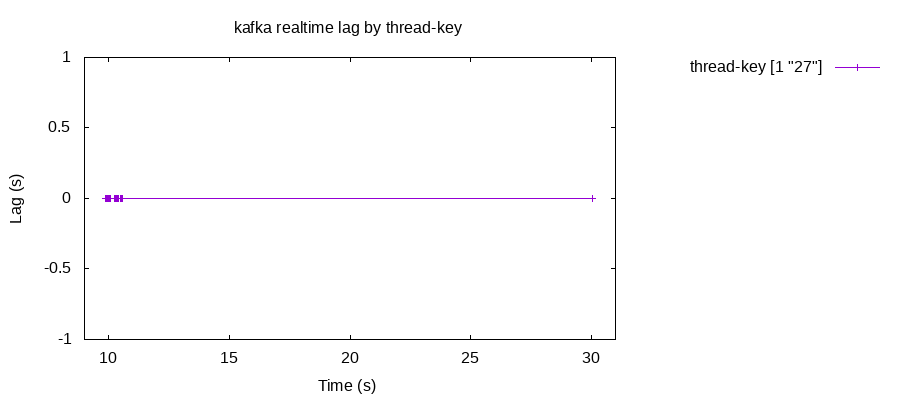 kafka realtime lag by thread-key
thread-key [1 "27"]
1
0.5
0
-0.5
-1
Lag (s)
10 15 20 25 30
Time (s)